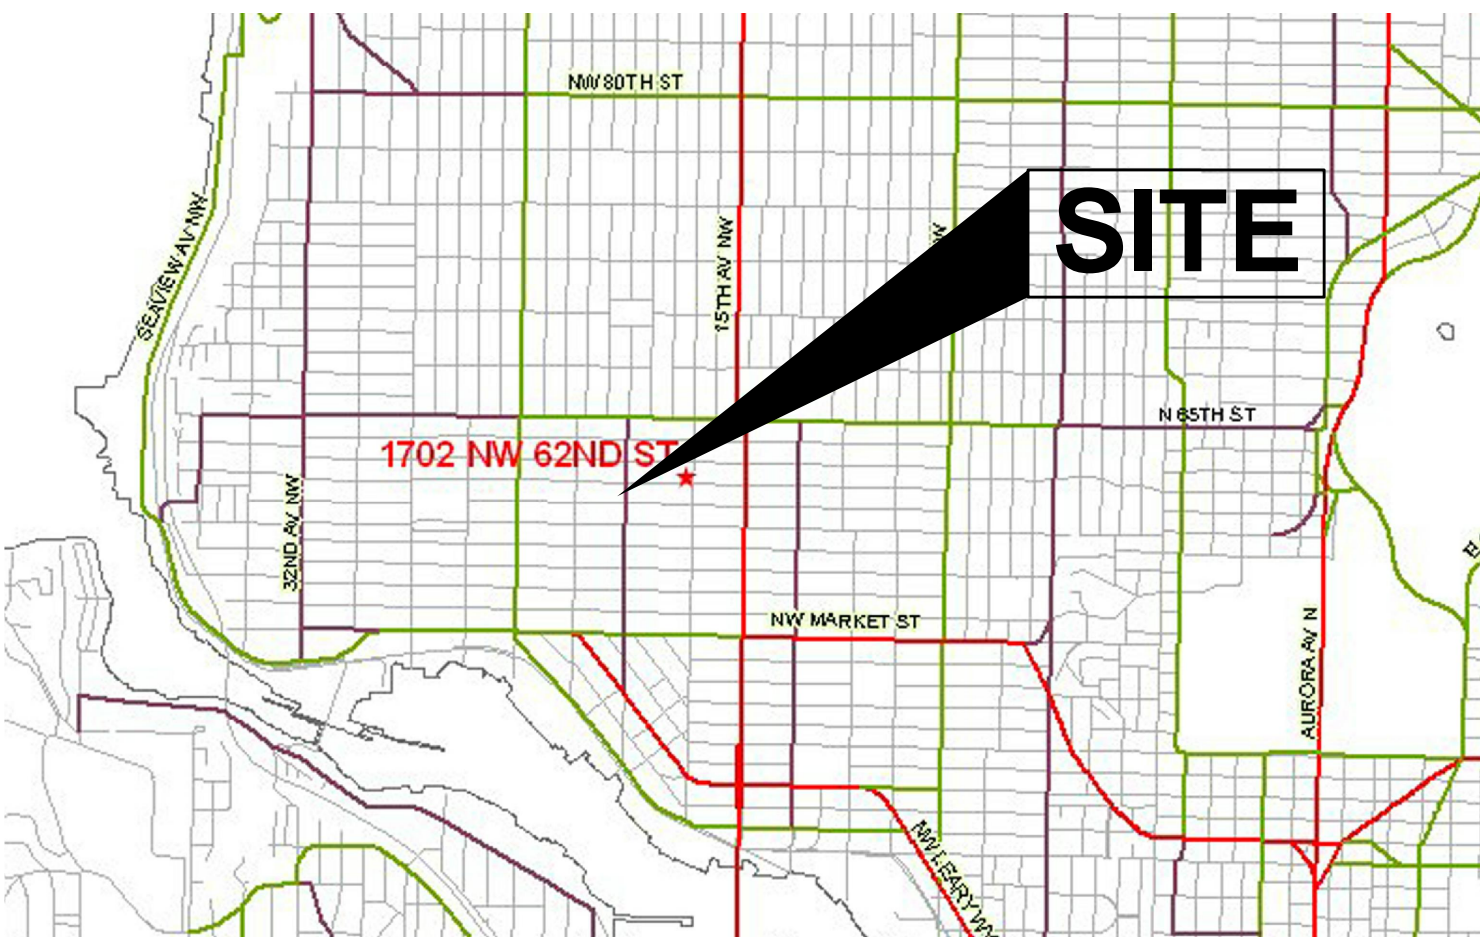 NW 80TH ST
SEAVIEW AV NW
15TH AV NW
W
SITE
N 65TH ST
1702 NW 62ND ST
32ND AV NW
NW MARKET ST
AURORA AV N
NW LEARY WY